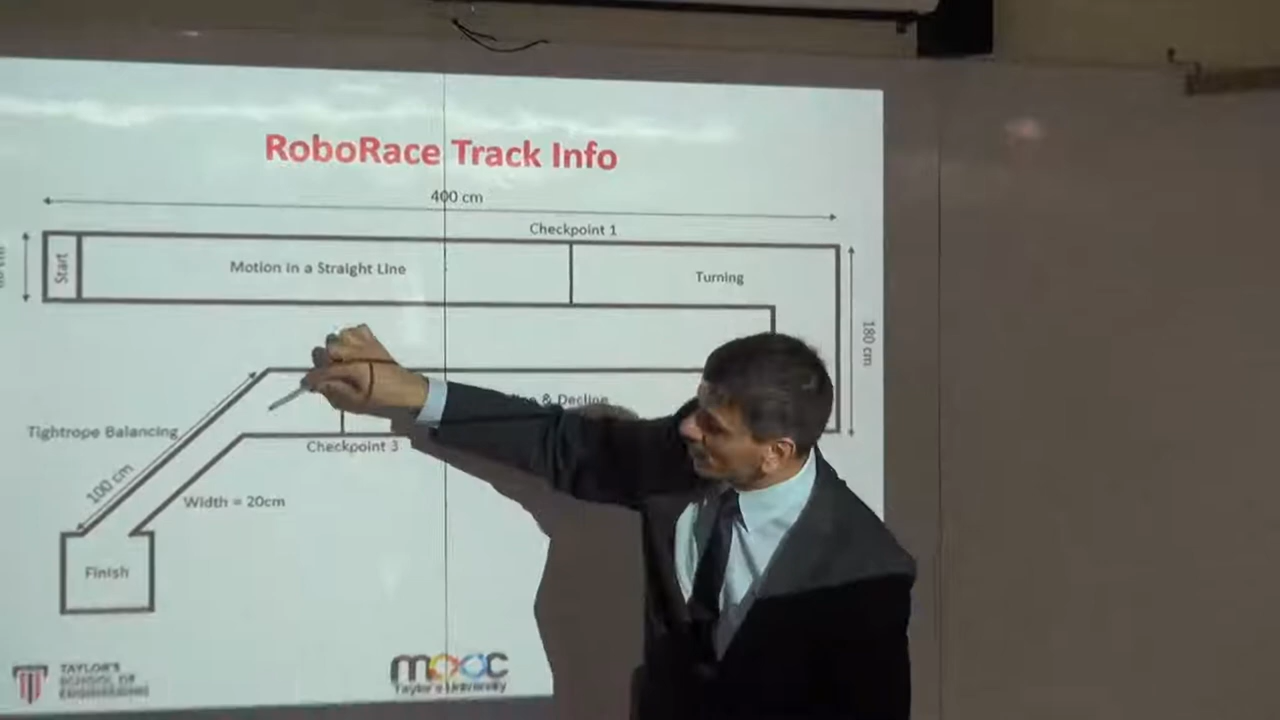 RoboRace Track Info
400 cm
Checkpoint 1
Start
Motion in a Straight Line
Turning
180 cm
& Decline
Tightrope Balancing
Checkpoint 3
100 cm
Width = 20cm
Finish
TAYLOR'S
SCHOOL OF
ENGINEERING
mooc
Taylor's University